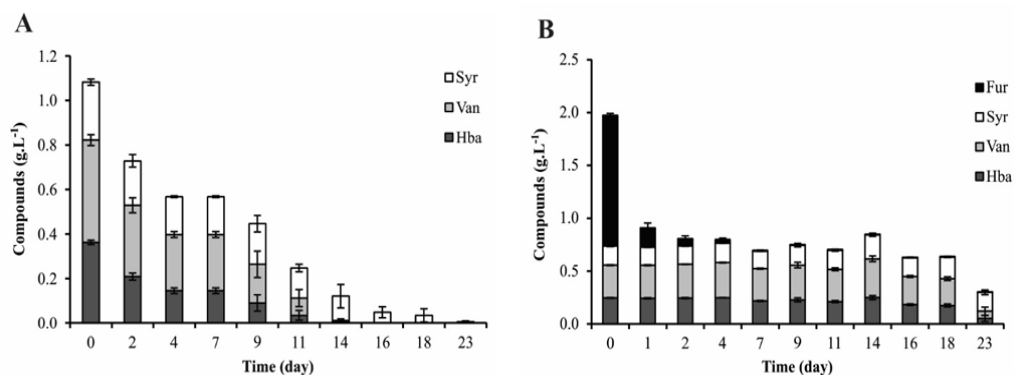 A
Compounds (g.L-1)
1.2
1.0
0.8
0.6
0.4
0.2
0.0
Syr
Van
Hba
0 2 4 7 9 11 14 16 18 23
Time (day)
B
Compounds (g.L-1)
2.5
2.0
1.5
1.0
0.5
0.0
Fur
Syr
Van
Hba
0 1 2 4 7 9 11 14 16 18 23
Time (day)